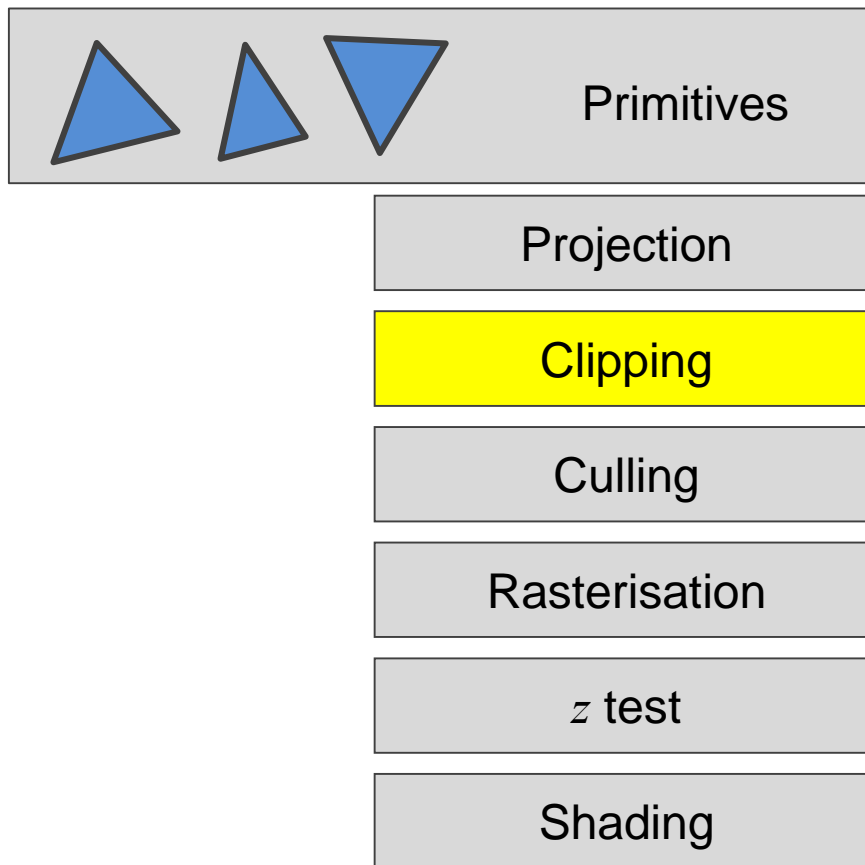 Primitives
Projection
Clipping
Culling
Rasterisation
z test
Shading